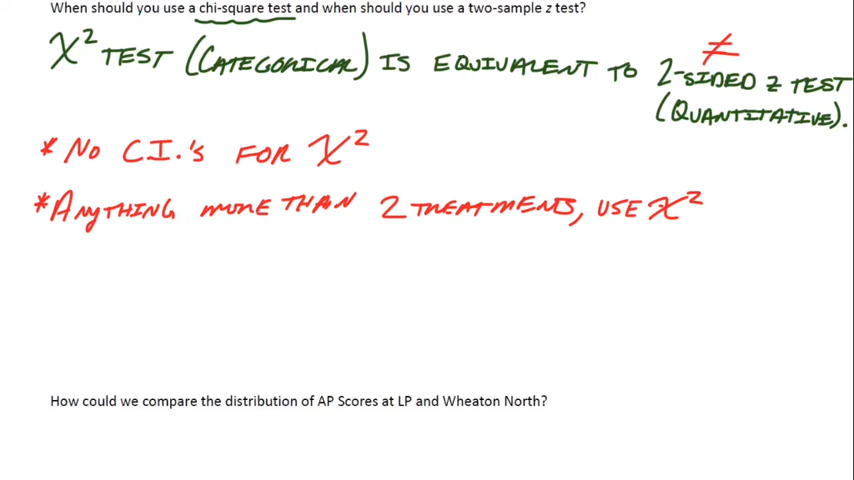 When should you use a chi-square test and when should you use a two-sample z test?
≠
χ² TEST (CATEGORICAL) IS EQUIVALENT TO 2-SIDED Z TEST
(QUANTITATIVE).
* NO C.I.'s FOR χ²
* ANYTHING MORE THAN 2 TREATMENTS, USE χ²
How could we compare the distribution of AP Scores at LP and Wheaton North?